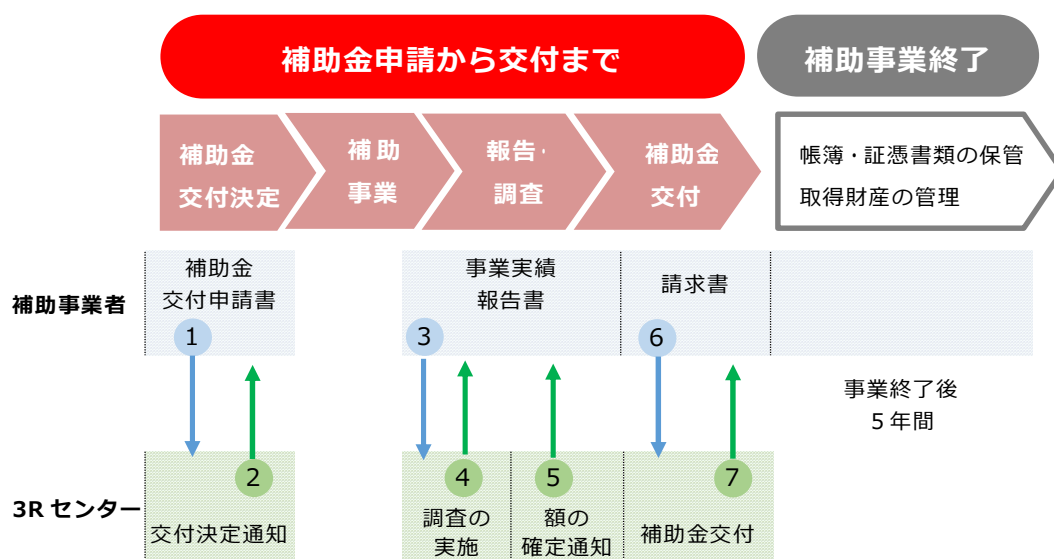 補助金申請から交付まで
補助事業終了
補助金
交付決定
補助
事業
報告・
調査
補助金
交付
帳簿・証憑書類の保管
取得財産の管理
補助事業者
補助金
交付申請書
事業実績
報告書
請求書
1
3
6
事業終了後
5年間
3Rセンター
2
4
5
7
交付決定通知
調査の
実施
額の
確定通知
補助金交付